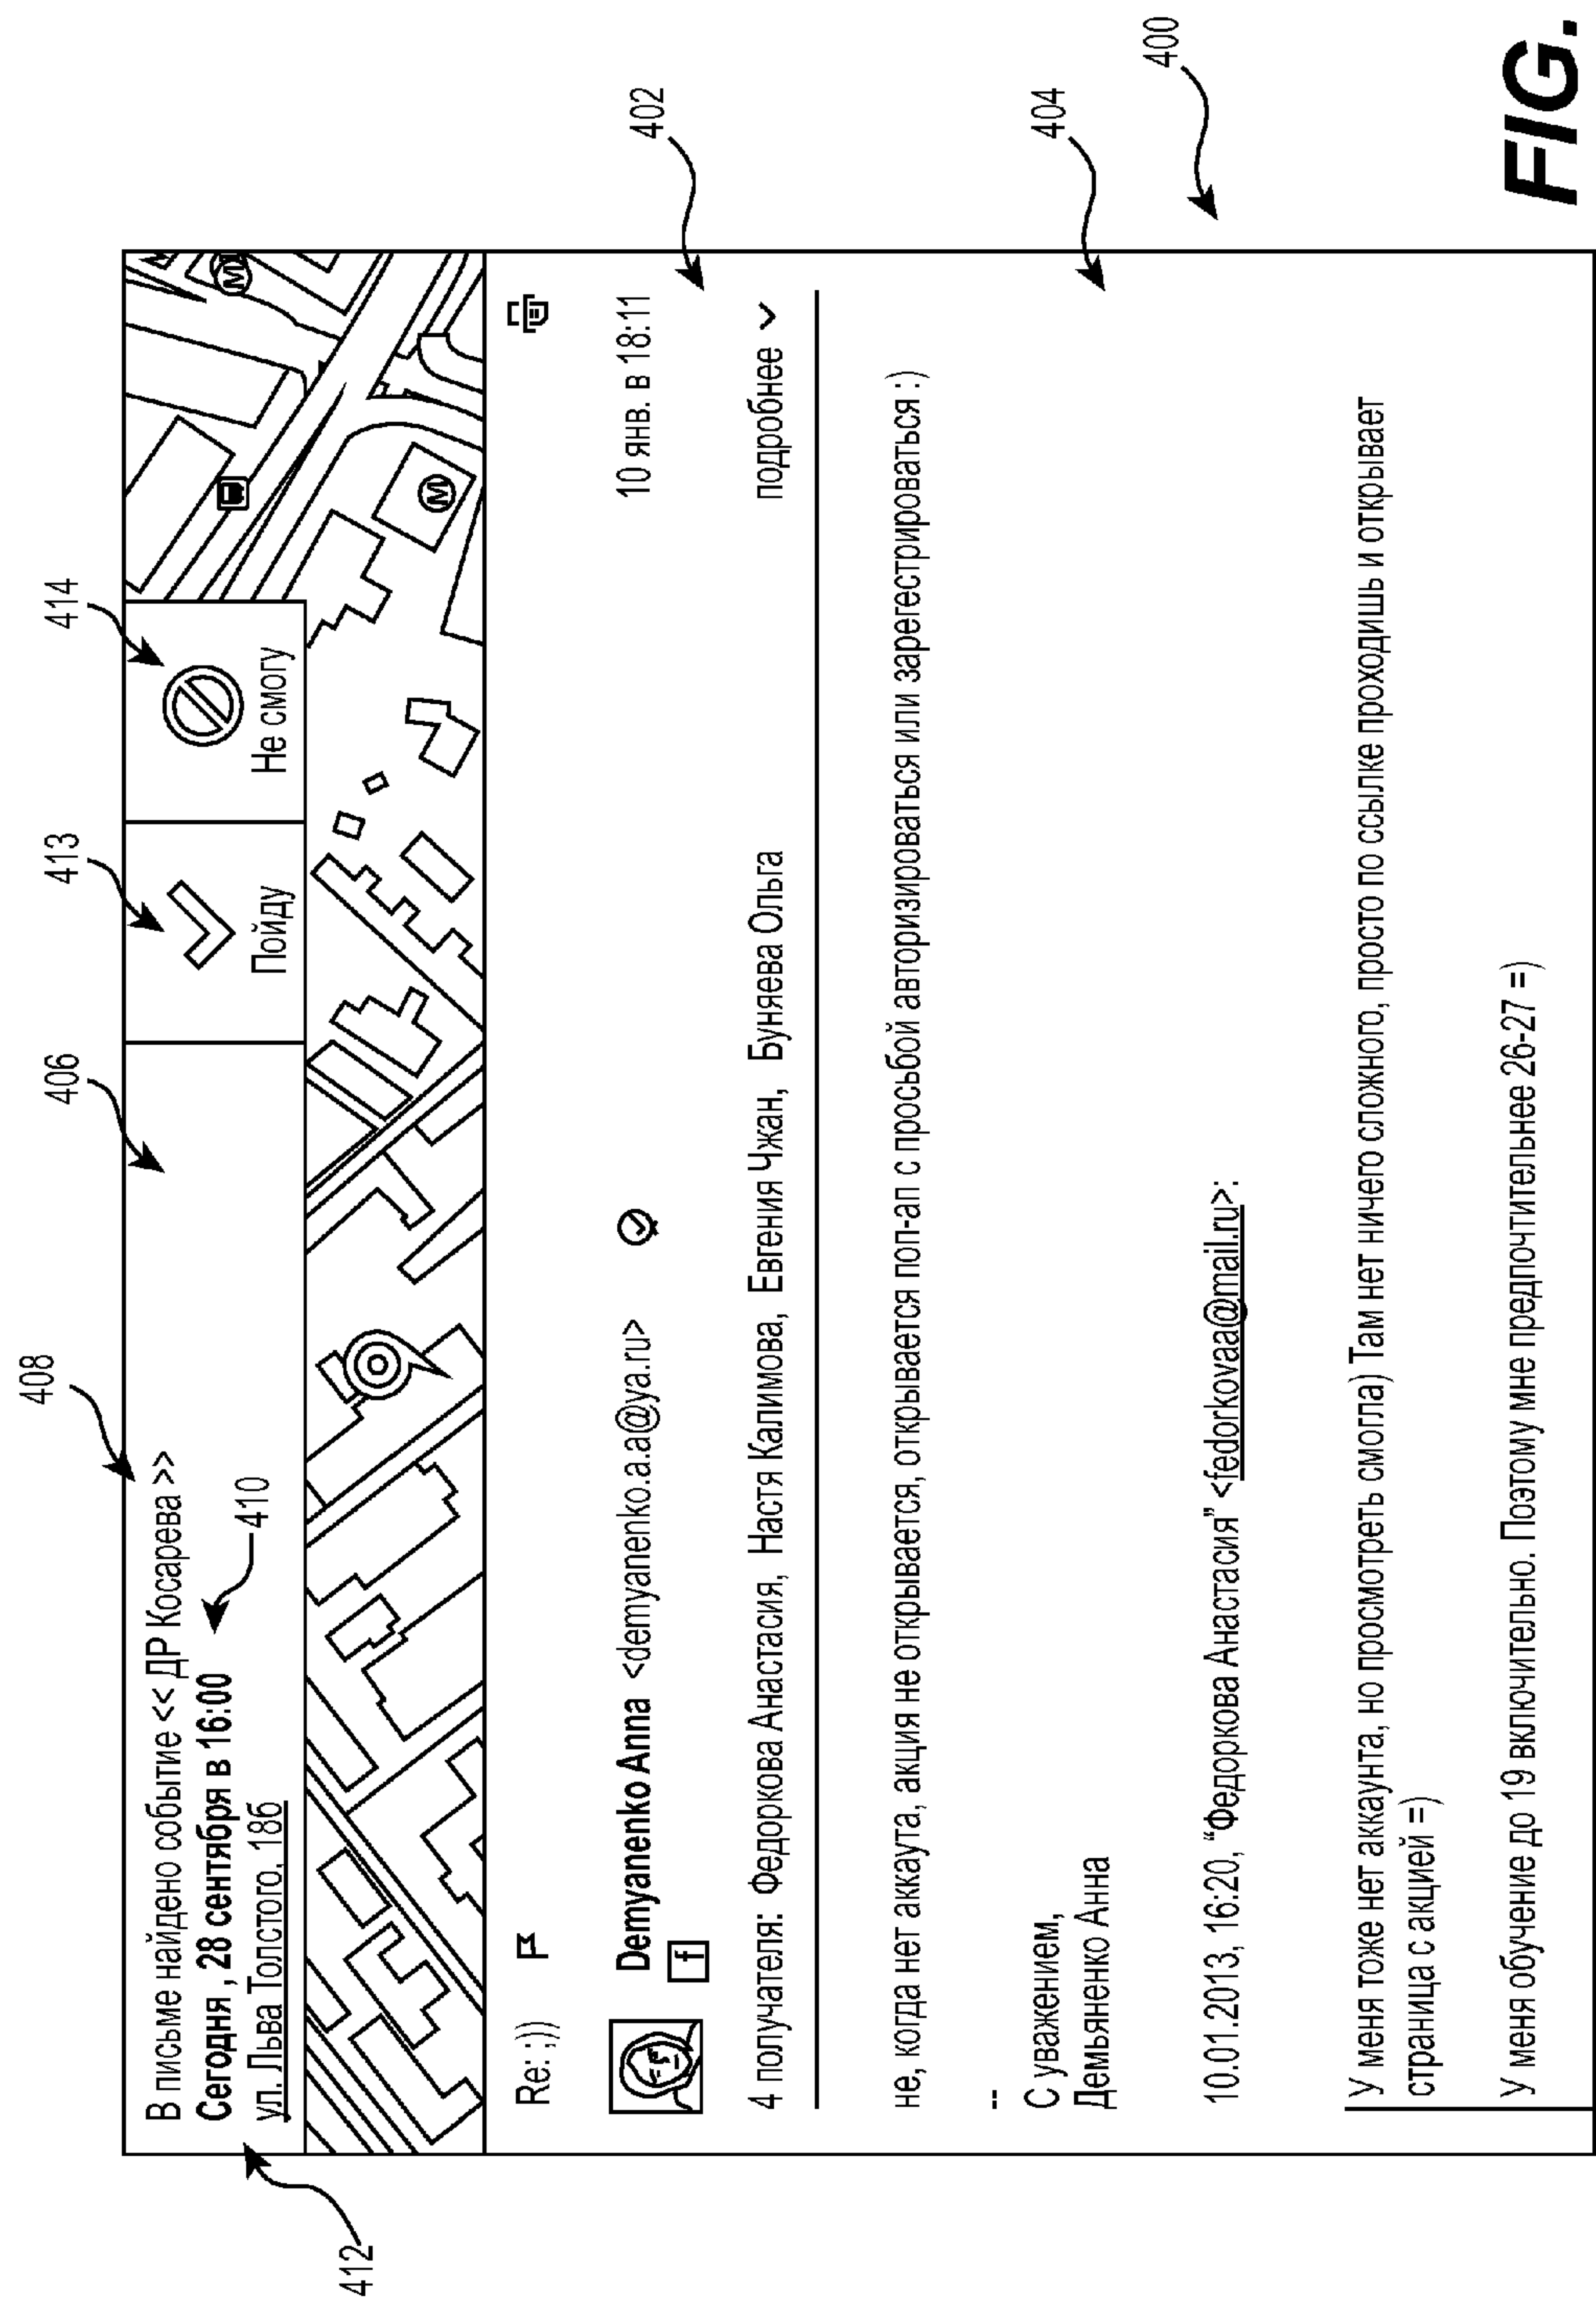 408
406
413
414
В письме найдено событие << ДР Косарева >>
Сегодня , 28 сентября в 16:00
410
ул. Льва Толстого, 18б
Пойду
Не смогу
412
M
M
Re: ;))
Demyanenko Anna <demyanenko.a.a@ya.ru>
10 янв. в 18:11
402
f
4 получателя: Федоркова Анастасия, Настя Калимова, Евгения Чжан, Буняева Ольга
подробнее
не, когда нет аккаута, акция не открывается, открывается поп-ап с просьбой авторизироваться или зарегестрироваться :)
--
С уважением,
404
Демьяненко Анна
400
10.01.2013, 16:20, “Федоркова Анастасия” <fedorkovaa@mail.ru>:
У меня тоже нет аккаунта, но просмотреть смогла) Там нет ничего сложного, просто по ссылке проходишь и открывает
страница с акцией =)
У меня обучение до 19 включительно. Поэтому мне предпочтительнее 26-27 =)
FIG.